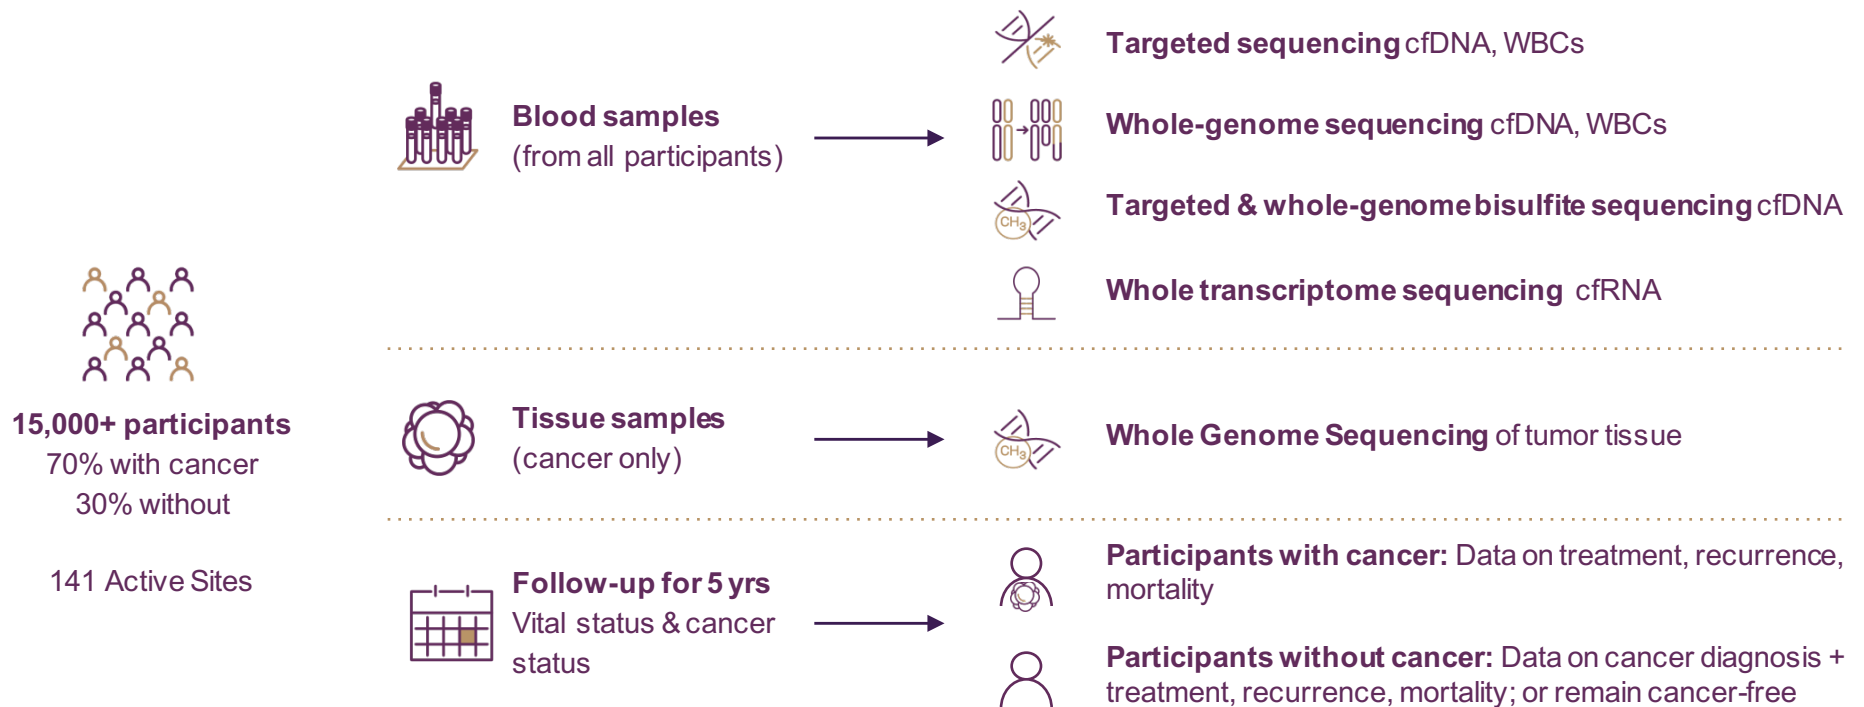 15,000+ participants
70% with cancer
30% without
141 Active Sites
Blood samples
(from all participants)
Targeted sequencing cfDNA, WBCs
Whole-genome sequencing cfDNA, WBCs
CH3
Targeted & whole-genome bisulfite sequencing cfDNA
Whole transcriptome sequencing cfRNA
Tissue samples
(cancer only)
CH3
Whole Genome Sequencing of tumor tissue
Follow-up for 5 yrs
Vital status & cancer
status
Participants with cancer: Data on treatment, recurrence,
mortality
Participants without cancer: Data on cancer diagnosis +
treatment, recurrence, mortality; or remain cancer-free